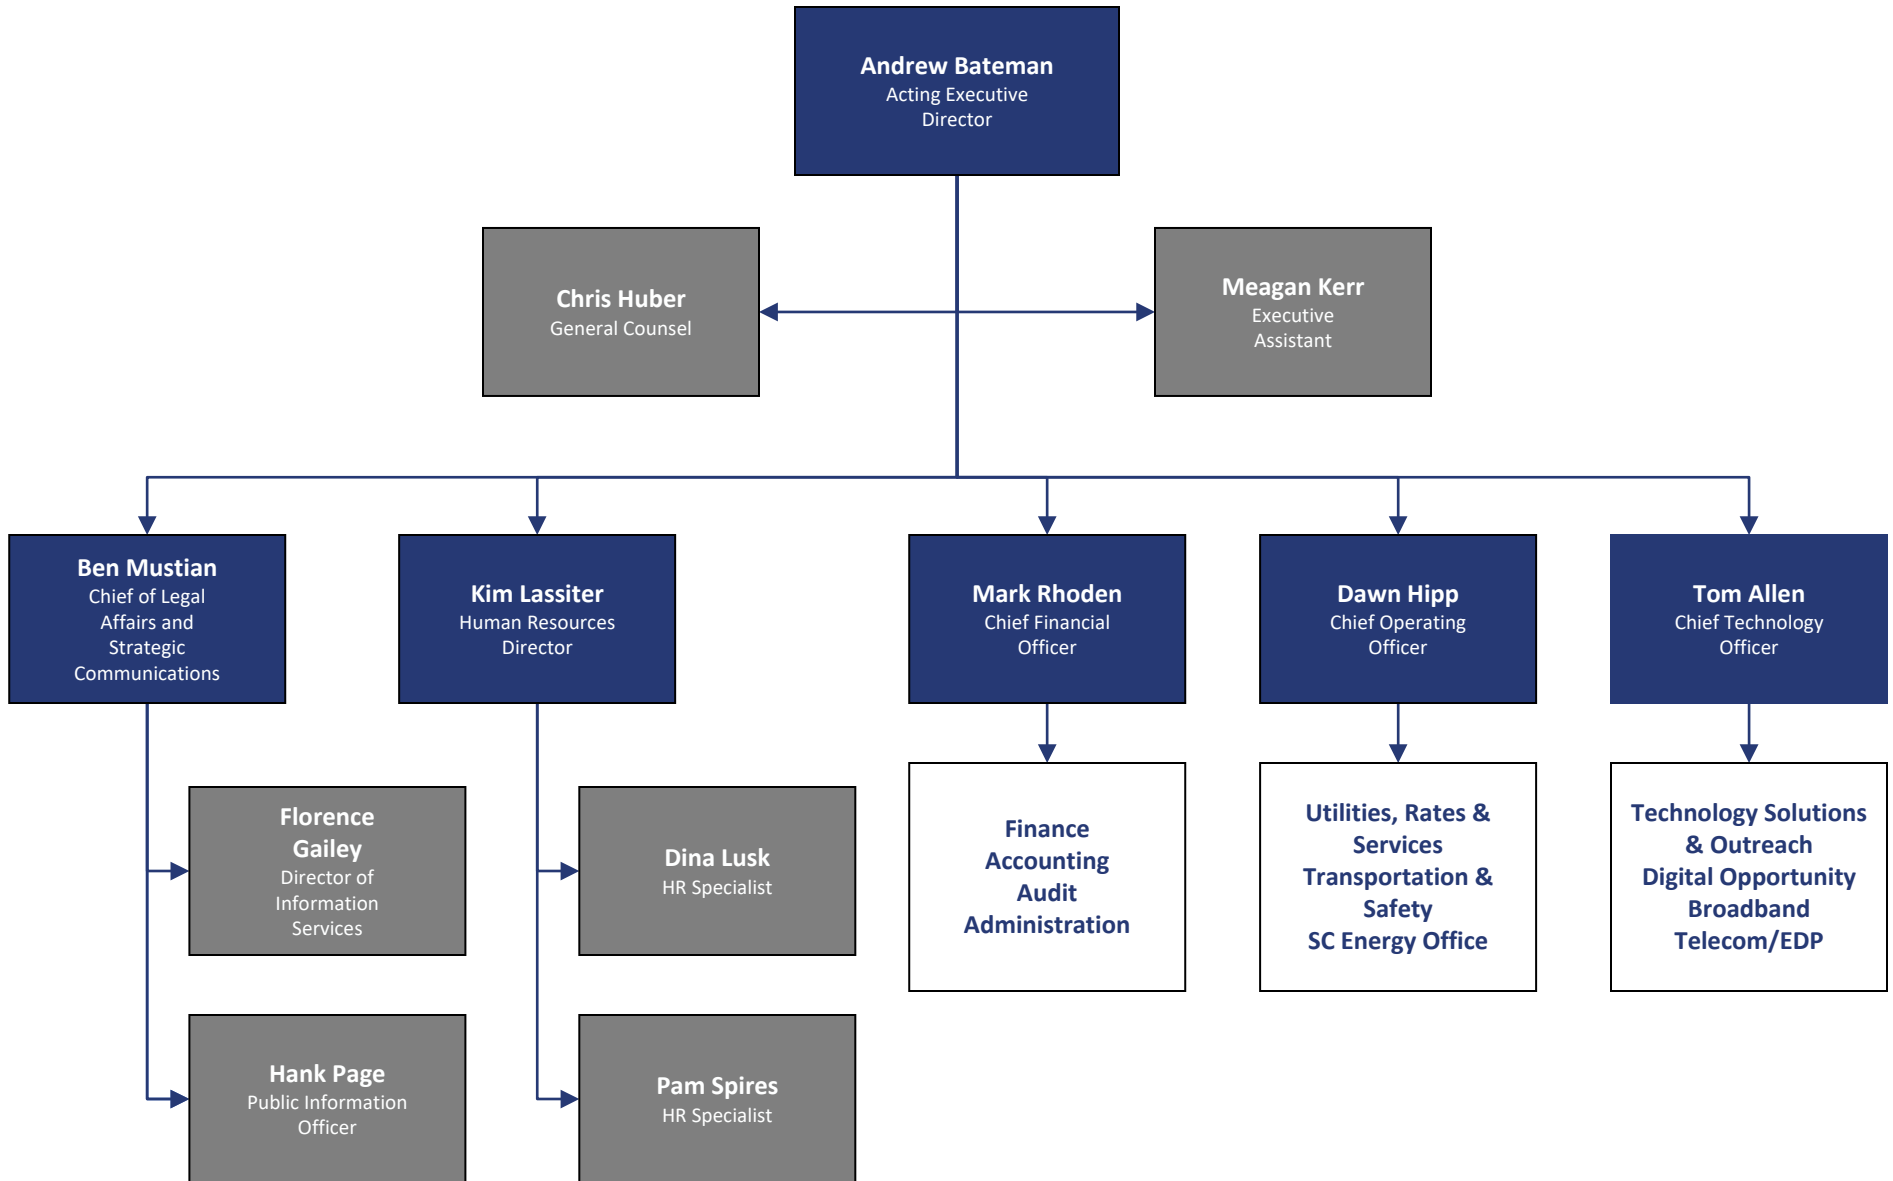 Andrew Bateman
Acting Executive
Director
Chris Huber
General Counsel
Meagan Kerr
Executive
Assistant
Ben Mustian
Chief of Legal
Affairs and
Strategic
Communications
Kim Lassiter
Human Resources
Director
Mark Rhoden
Chief Financial
Officer
Dawn Hipp
Chief Operating
Officer
Tom Allen
Chief Technology
Officer
Florence
Gailey
Director of
Information
Services
Dina Lusk
HR Specialist
Finance
Accounting
Audit
Administration
Utilities, Rates &
Services
Transportation &
Safety
SC Energy Office
Technology Solutions
& Outreach
Digital Opportunity
Broadband
Telecom/EDP
Hank Page
Public Information
Officer
Pam Spires
HR Specialist